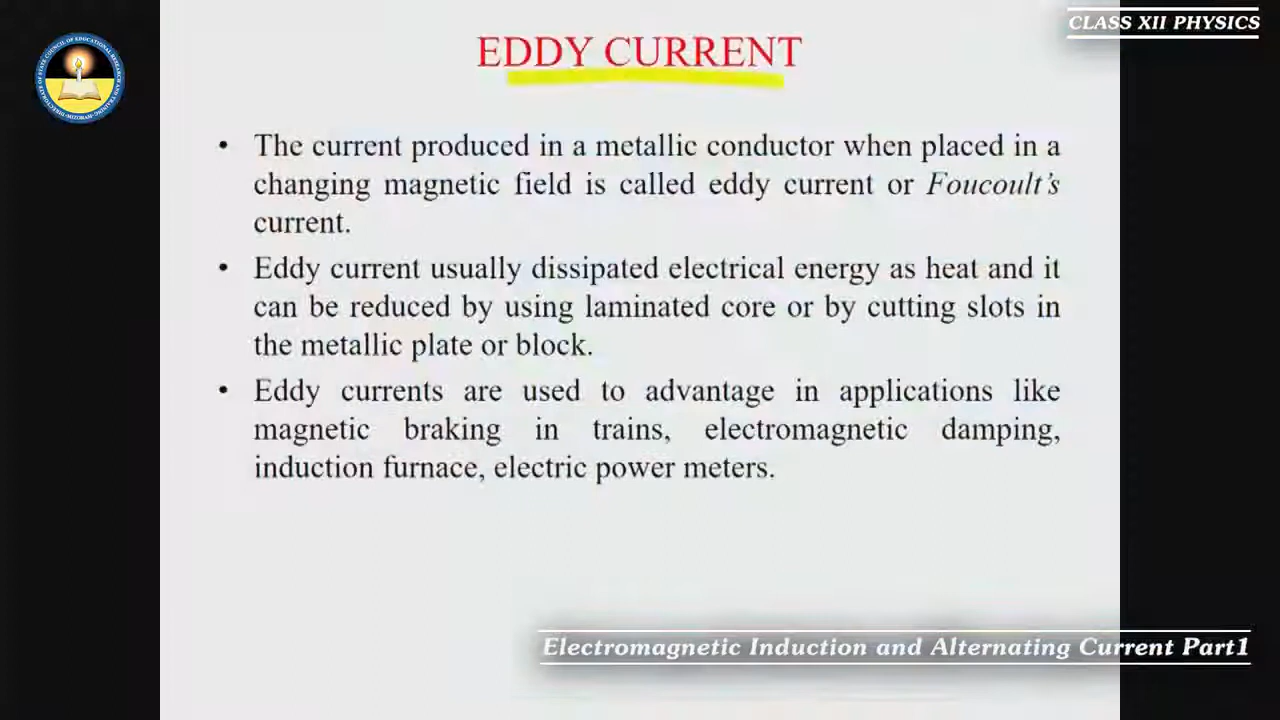 CLASS XII PHYSICS
EDDY CURRENT
• The current produced in a metallic conductor when placed in a
changing magnetic field is called eddy current or Foucoult's
current.
• Eddy current usually dissipated electrical energy as heat and it
can be reduced by using laminated core or by cutting slots in
the metallic plate or block.
• Eddy currents are used to advantage in applications like
magnetic braking in trains, electromagnetic damping,
induction furnace, electric power meters.
Electromagnetic Induction and Alternating Current Part1